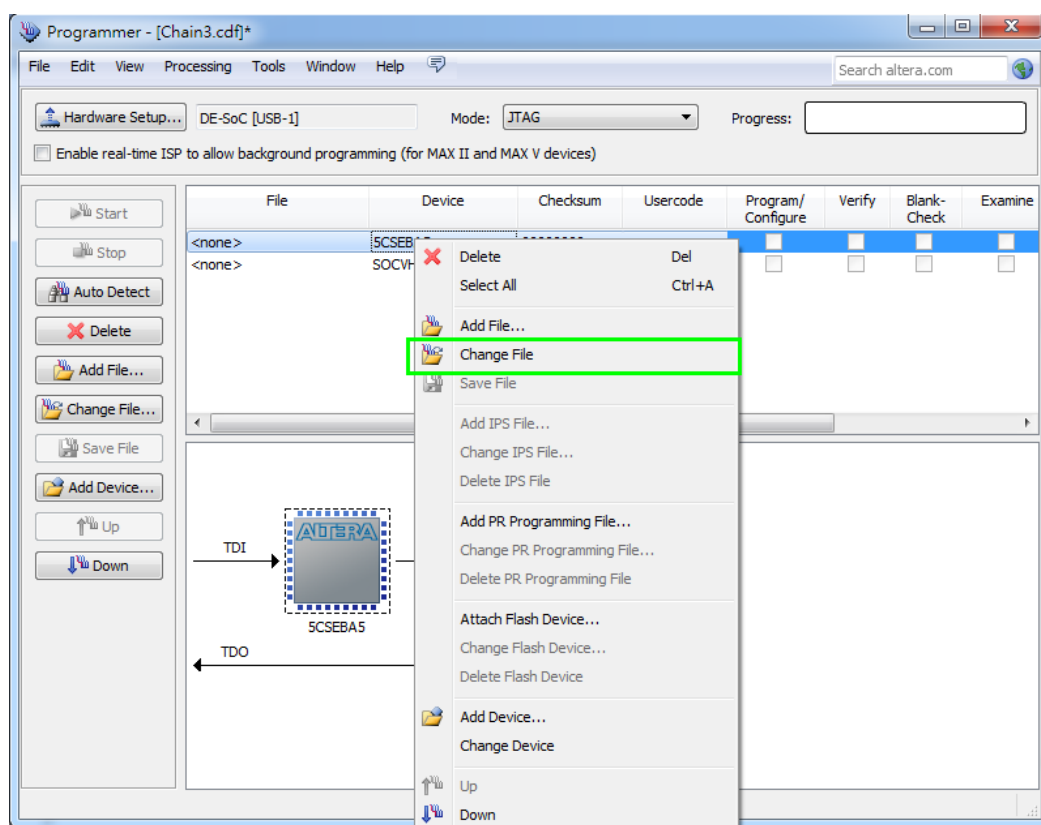 Programmer - [Chain3.cdf]*
File Edit View Processing Tools Window Help
Search altera.com
Hardware Setup... DE-SoC [USB-1] Mode: JTAG Progress:
Enable real-time ISP to allow background programming (for MAX II and MAX V devices)
File Device Checksum Usercode Program/ Verify Blank- Examine
Configure Check
Start
Stop
Auto Detect
Delete
Add File...
Change File...
Save File
Add Device...
Up
Down
<none>
<none> SOCVH
Delete Del
Select All Ctrl+A
Add File...
Change File
Save File
Add IPS File...
Change IPS File...
Delete IPS File
Add PR Programming File...
Change PR Programming File...
Delete PR Programming File
Attach Flash Device...
Change Flash Device...
Delete Flash Device
Add Device...
Change Device
Up
Down
TDI
ALTERA
5CSEBA5
TDO